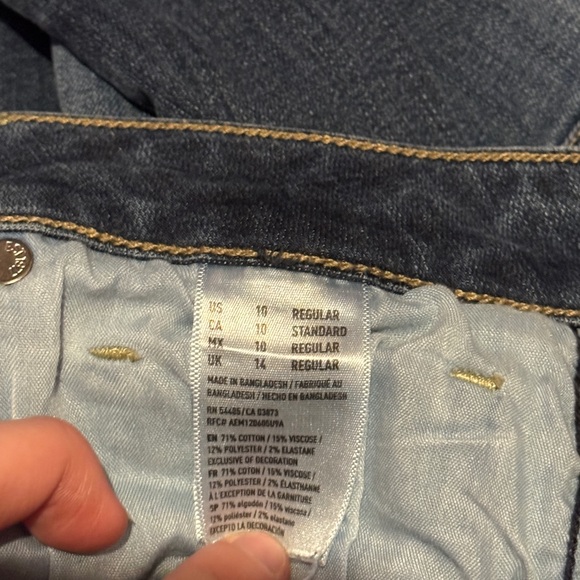 US 10 REGULAR
CA 10 STANDARD
MX 10 REGULAR
UK 14 REGULAR
MADE IN BANGLADESH / FABRIQUÉ AU
BANGLADESH / HECHO EN BANGLADESH
RN 54485/CA 03873
RFC# AEM120605U9A
EN 71% COTTON / 15% VISCOSE /
12% POLYESTER / 2% ELASTANE
EXCLUSIVE OF DECORATION
FR 71% COTON / 15% VISCOSE /
12% POLYESTER / 2% ÉLASTHANNE
À L'EXCEPTION DE LA GARNITURE
SP 71% algodón / 15% viscosa /
12% poliéster / 2% elastano
EXCEPTO LA DECORACIÓN